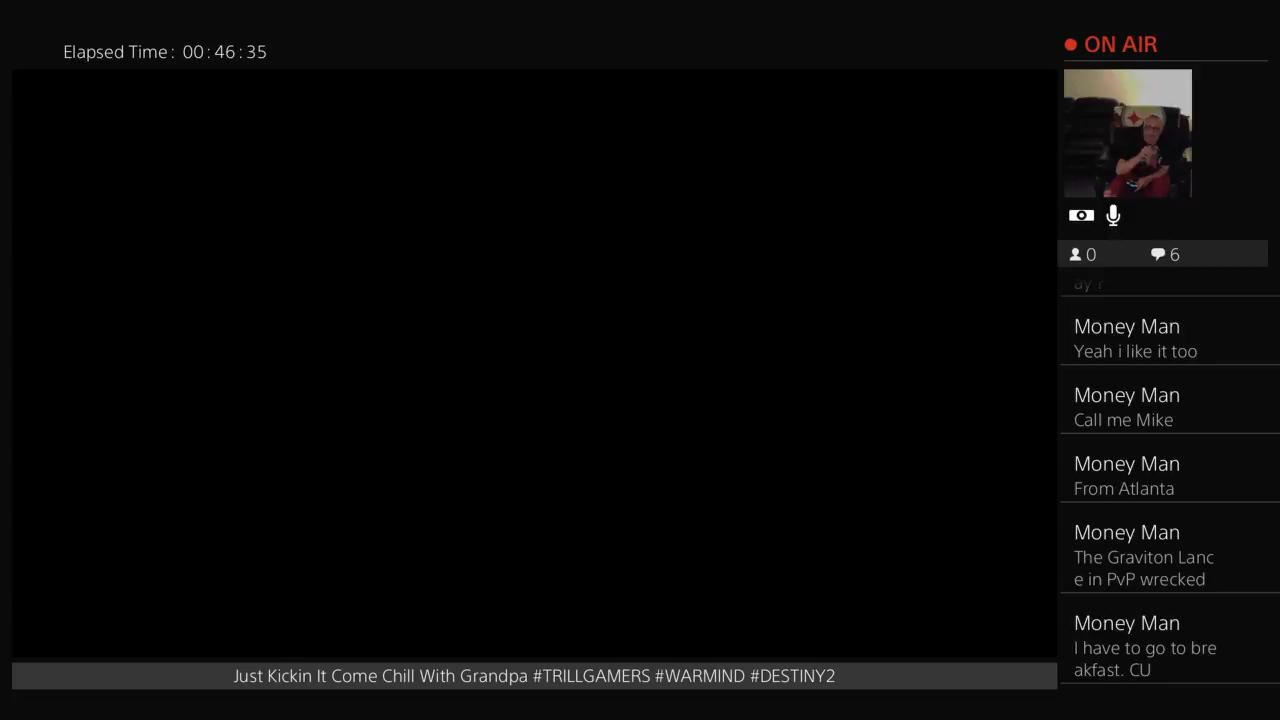 Elapsed Time: 00:46:35
ON AIR
0
6
Money Man
Yeah i like it too
Money Man
Call me Mike
Money Man
From Atlanta
Money Man
The Graviton Lanc
e in PvP wrecked
Money Man
I have to go to bre
akfast. CU
Just Kickin It Come Chill With Grandpa #TRILLGAMERS #WARMIND #DESTINY2